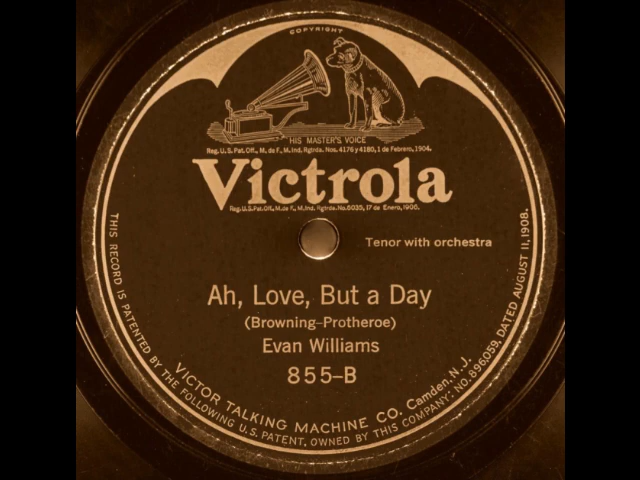 COPYRIGHT
HIS MASTER'S VOICE
Reg. U.S. Pat. Off., M. de F., M. Ind. Rgtrda. Nos. 4176 y 4180, 1 de Febrero, 1904.
Victrola
Reg. U.S. Pat. Off., M. de F., M. Ind. Rgtrda. No. 6035, 17 de Enero, 1906.
Tenor with orchestra
Ah, Love, But a Day
(Browning–Protheroe)
Evan Williams
855–B
VICTOR TALKING MACHINE CO. Camden, N.J.
THIS RECORD IS PATENTED BY THE FOLLOWING U.S. PATENT, OWNED BY THIS COMPANY: NO. 896,059, DATED AUGUST 11, 1908.